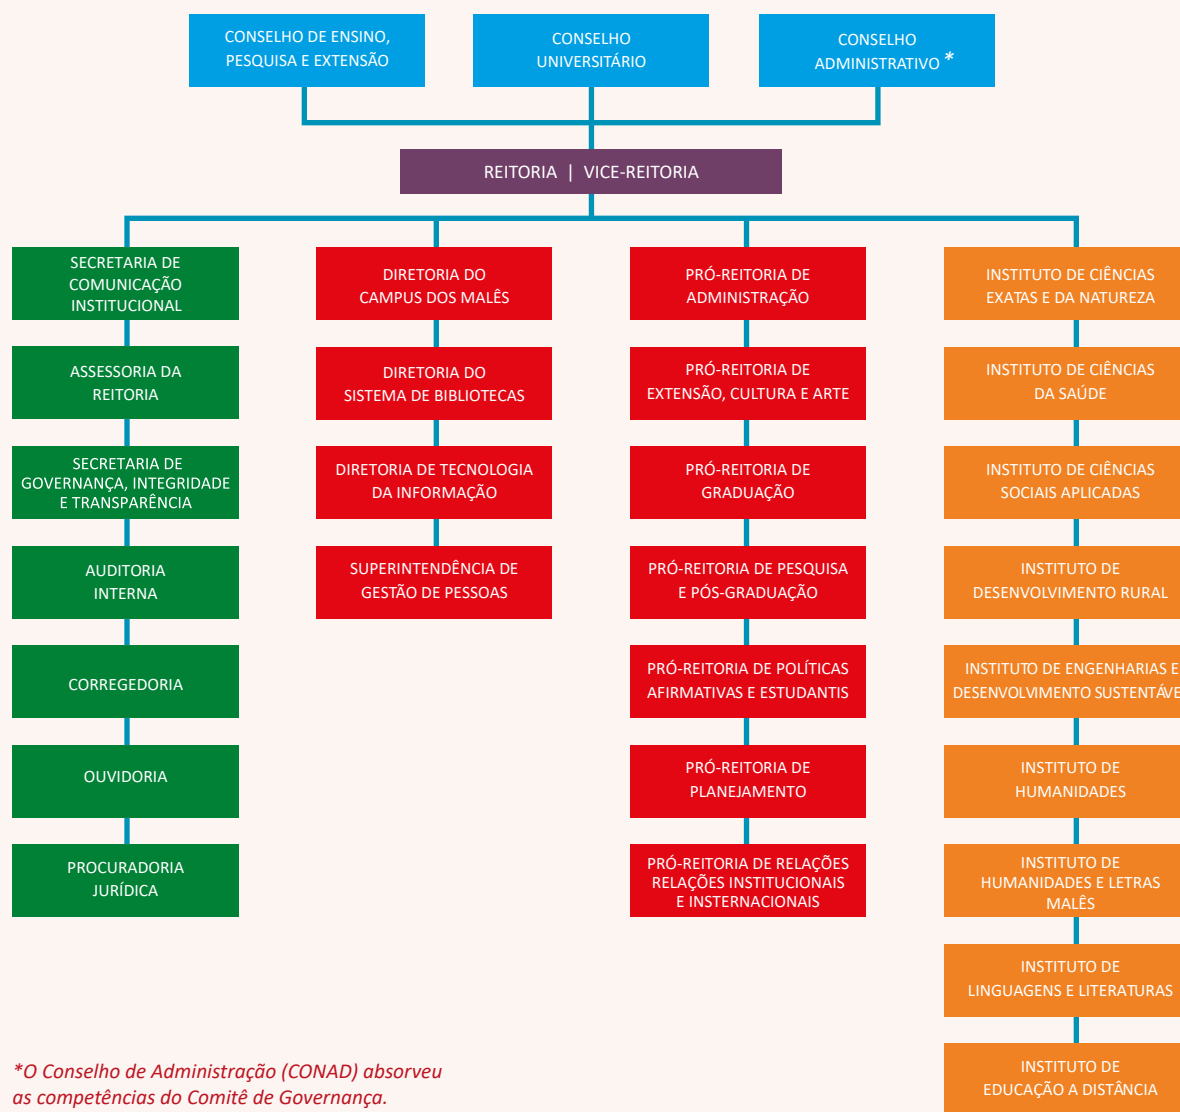 CONSELHO DE ENSINO,
PESQUISA E EXTENSÃO
CONSELHO
UNIVERSITÁRIO
CONSELHO
ADMINISTRATIVO *
REITORIA | VICE-REITORIA
SECRETARIA DE
COMUNICAÇÃO
INSTITUCIONAL
ASSESSORIA DA
REITORIA
SECRETARIA DE
GOVERNANÇA, INTEGRIDADE
E TRANSPARÊNCIA
AUDITORIA
INTERNA
CORREGEDORIA
OUVIDORIA
PROCURADORIA
JURÍDICA
DIRETORIA DO
CAMPUS DOS MALÊS
DIRETORIA DO
SISTEMA DE BIBLIOTECAS
DIRETORIA DE TECNOLOGIA
DA INFORMAÇÃO
SUPERINTENDÊNCIA DE
GESTÃO DE PESSOAS
PRÓ-REITORIA DE
ADMINISTRAÇÃO
PRÓ-REITORIA DE
EXTENSÃO, CULTURA E ARTE
PRÓ-REITORIA DE
GRADUAÇÃO
PRÓ-REITORIA DE PESQUISA
E PÓS-GRADUAÇÃO
PRÓ-REITORIA DE POLÍTICAS
AFIRMATIVAS E ESTUDANTIS
PRÓ-REITORIA DE
PLANEJAMENTO
PRÓ-REITORIA DE RELAÇÕES
RELAÇÕES INSTITUCIONAIS
E INSTERNACIONAIS
INSTITUTO DE CIÊNCIAS
EXATAS E DA NATUREZA
INSTITUTO DE CIÊNCIAS
DA SAÚDE
INSTITUTO DE CIÊNCIAS
SOCIAIS APLICADAS
INSTITUTO DE
DESENVOLVIMENTO RURAL
INSTITUTO DE ENGENHARIAS E
DESENVOLVIMENTO SUSTENTÁVE
INSTITUTO DE
HUMANIDADES
INSTITUTO DE
HUMANIDADES E LETRAS
MALÊS
INSTITUTO DE
LINGUAGENS E LITERATURAS
INSTITUTO DE
EDUCAÇÃO A DISTÂNCIA
*O Conselho de Administração (CONAD) absorveu
as competências do Comitê de Governança.